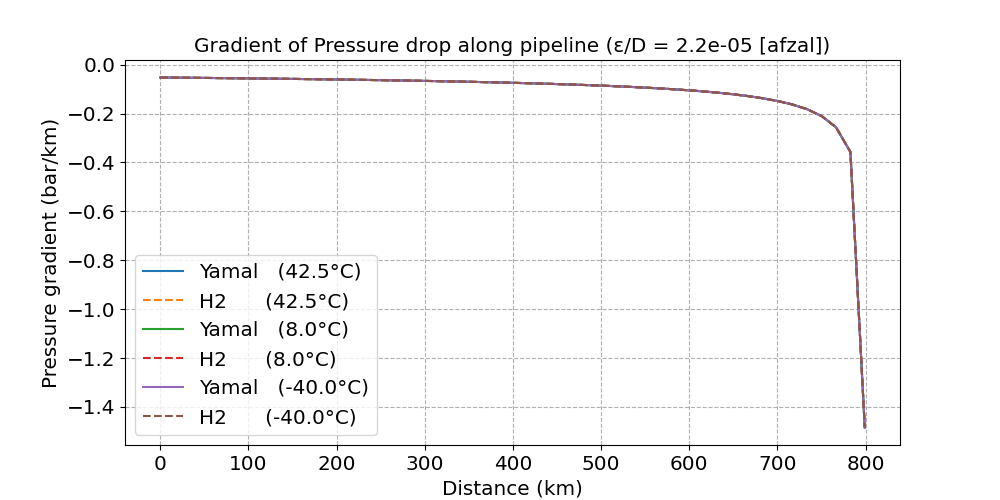 Gradient of Pressure drop along pipeline (ε/D = 2.2e-05 [afzal])
Pressure gradient (bar/km)
0.0
−0.2
−0.4
−0.6
−0.8
−1.0
−1.2
−1.4
Yamal (42.5°C)
H2 (42.5°C)
Yamal (8.0°C)
H2 (8.0°C)
Yamal (-40.0°C)
H2 (-40.0°C)
0 100 200 300 400 500 600 700 800
Distance (km)